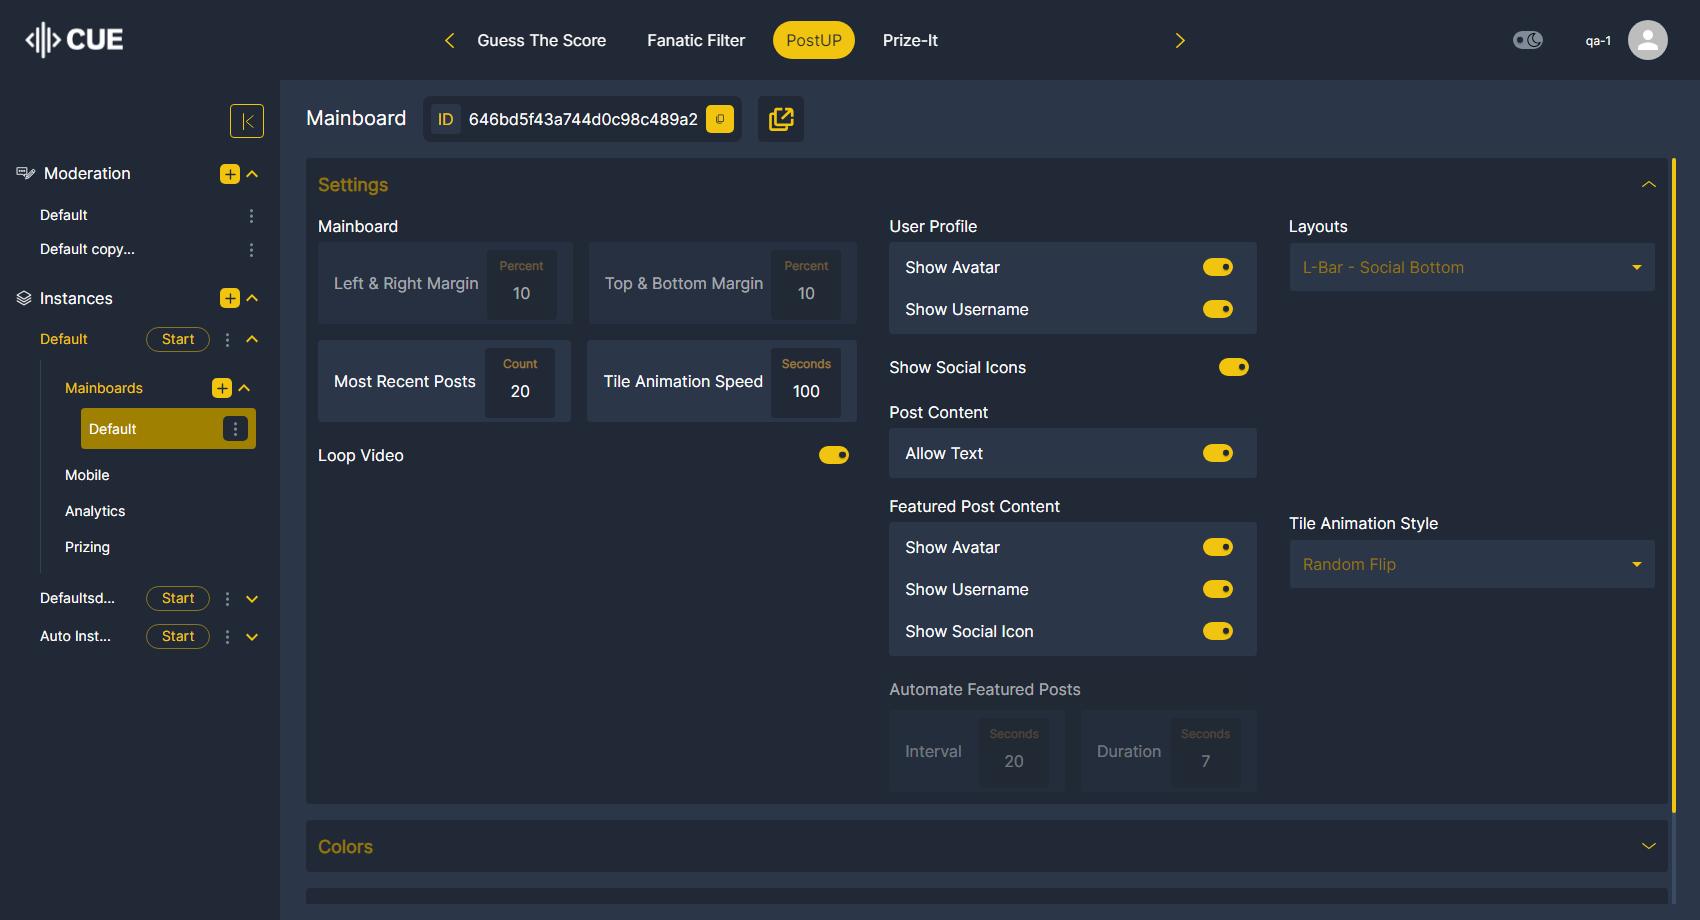 CUE
Guess The Score
Fanatic Filter
PostUP
Prize-It
qa-1
Moderation
Default
Default copy...
Instances
Default
Start
Mainboards
Default
Mobile
Analytics
Prizing
Defaultsd...
Start
Auto Inst...
Start
Mainboard
ID
646bd5f43a744d0c98c489a2
Settings
Mainboard
Left & Right Margin
Percent
10
Top & Bottom Margin
Percent
10
Most Recent Posts
Count
20
Tile Animation Speed
Seconds
100
Loop Video
User Profile
Show Avatar
Show Username
Show Social Icons
Post Content
Allow Text
Featured Post Content
Show Avatar
Show Username
Show Social Icon
Automate Featured Posts
Interval
Seconds
20
Duration
Seconds
7
Layouts
L-Bar - Social Bottom
Tile Animation Style
Random Flip
Colors